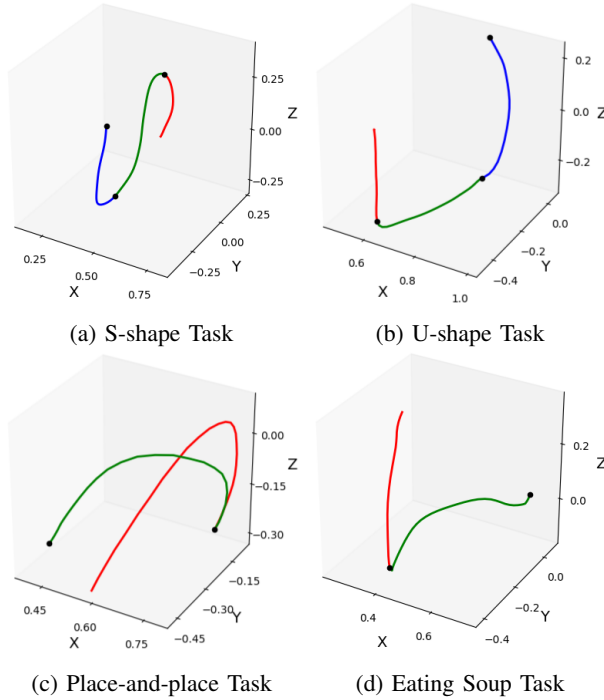 0.25
0.00
−0.25
Z
0.25
0.00
−0.25
Y
0.25
0.50
0.75
X
(a) S-shape Task
0.2
0.0
−0.2
Z
0.0
−0.2
−0.4
Y
0.6
0.8
1.0
X
(b) U-shape Task
0.00
−0.15
−0.30
Z
−0.15
−0.30
−0.45
Y
0.45
0.60
0.75
X
(c) Place-and-place Task
0.2
0.0
Z
0.0
−0.2
−0.4
Y
0.4
0.6
X
(d) Eating Soup Task